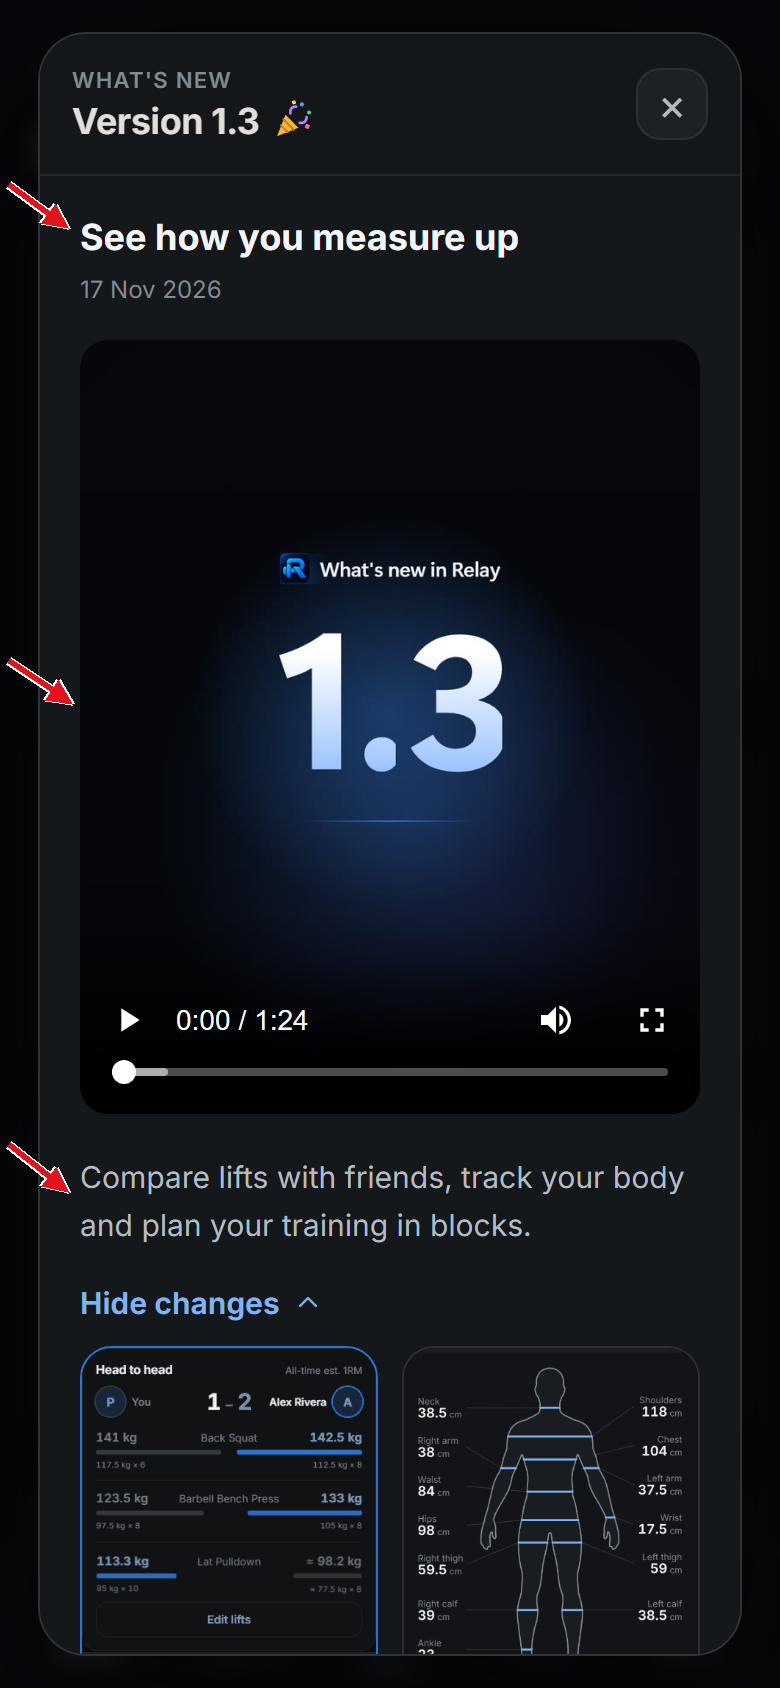 WHAT'S NEW
Version 1.3 🎉
See how you measure up
17 Nov 2026
What's new in Relay
1.3
0:00 / 1:24
Compare lifts with friends, track your body
and plan your training in blocks.
Hide changes
Head to head
All-time est. 1RM
P You 1 – 2 Alex Rivera A
141 kg Back Squat 142.5 kg
117.5 kg × 6 112.5 kg × 8
123.5 kg Barbell Bench Press 133 kg
97.5 kg × 8 105 kg × 8
113.3 kg Lat Pulldown ≈ 98.2 kg
85 kg × 10 ≈ 77.5 kg × 8
Edit lifts
Neck
38.5 cm
Shoulders
118 cm
Right arm
38 cm
Chest
104 cm
Waist
84 cm
Left arm
37.5 cm
Hips
98 cm
Wrist
17.5 cm
Right thigh
59.5 cm
Left thigh
59 cm
Right calf
39 cm
Left calf
38.5 cm
Ankle